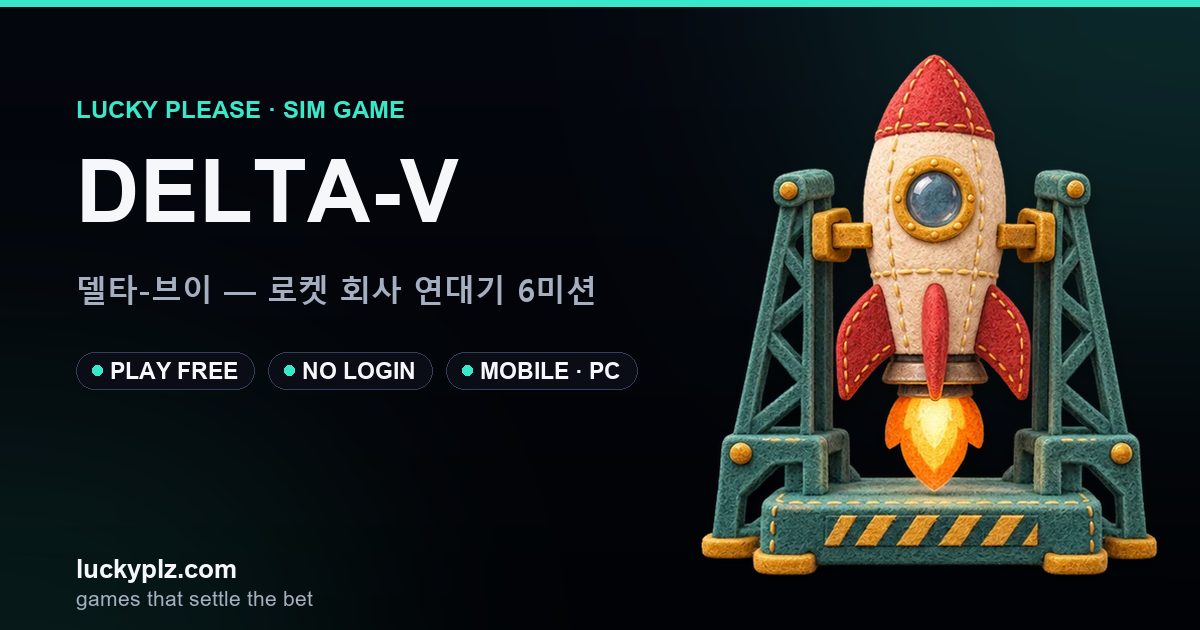 LUCKY PLEASE · SIM GAME
DELTA-V
델타-브이 — 로켓 회사 연대기 6미션
PLAY FREE
NO LOGIN
MOBILE · PC
luckyplz.com
games that settle the bet